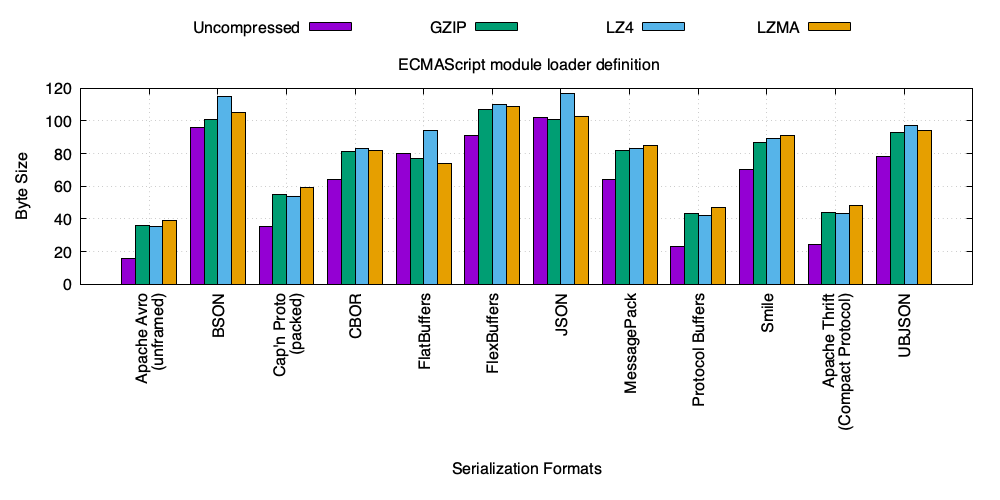 Uncompressed GZIP LZ4 LZMA
ECMAScript module loader definition
120
100
80
60
40
20
0
Byte Size
Apache Avro
(unframed)
BSON
Cap'n Proto
(packed)
CBOR
FlatBuffers
FlexBuffers
JSON
MessagePack
Protocol Buffers
Smile
Apache Thrift
(Compact Protocol)
UBJSON
Serialization Formats